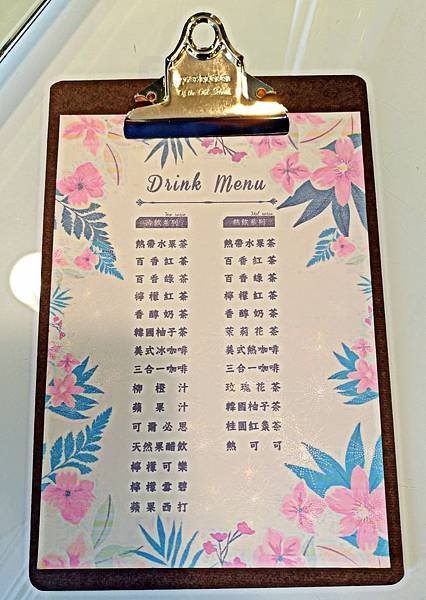 Drink Menu
冷飲系列
熱帶水果茶
百香紅茶
百香綠茶
檸檬紅茶
香醇奶茶
韓國柚子茶
美式冰咖啡
三合一咖啡
柳橙汁
蘋果汁
可爾必思
天然果醋飲
檸檬可樂
檸檬雪碧
蘋果西打
熱飲系列
熱帶水果茶
百香紅茶
百香綠茶
檸檬紅茶
香醇奶茶
茉莉花茶
美式熱咖啡
三合一咖啡
玫瑰花茶
韓國柚子茶
桂圓紅棗茶
熱可可